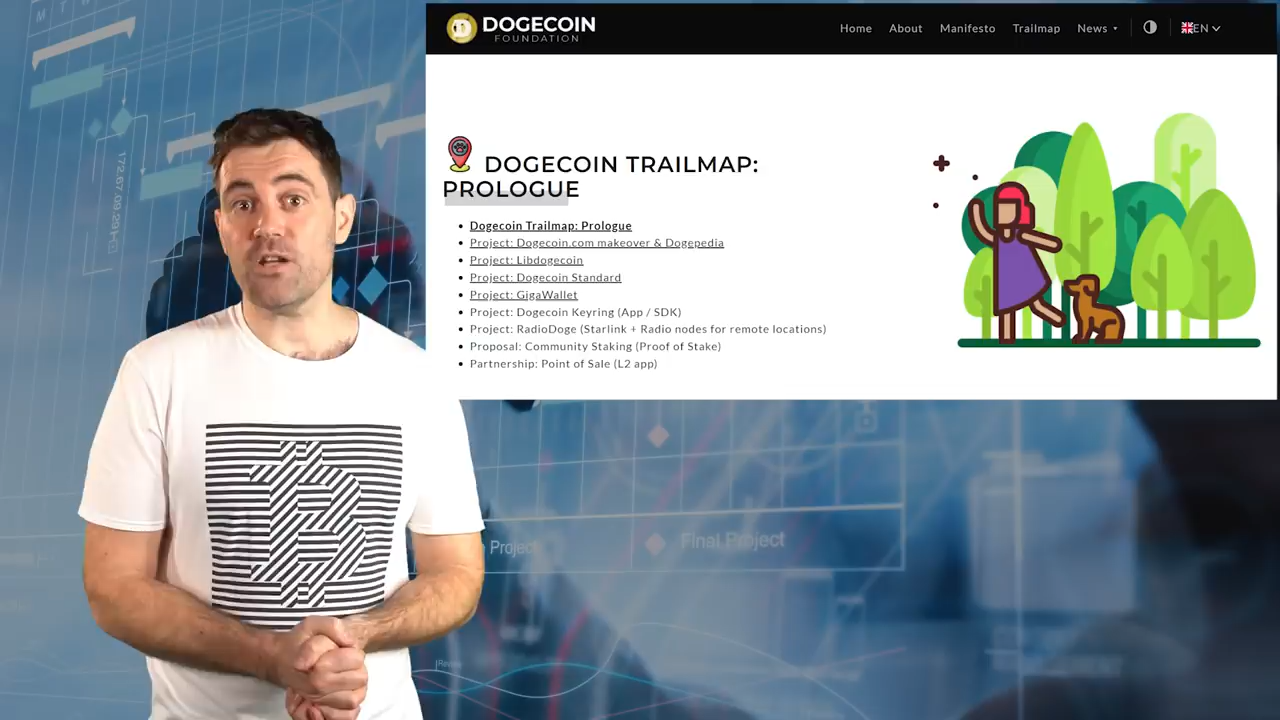 DOGECOIN
FOUNDATION
Home About Manifesto Trailmap News EN
DOGECOIN TRAILMAP:
PROLOGUE
Dogecoin Trailmap: Prologue
Project: Dogecoin.com makeover & Dogepedia
Project: Libdogecoin
Project: Dogecoin Standard
Project: GigaWallet
Project: Dogecoin Keyring (App / SDK)
Project: RadioDoge (Starlink + Radio nodes for remote locations)
Proposal: Community Staking (Proof of Stake)
Partnership: Point of Sale (L2 app)
Project
Final Project